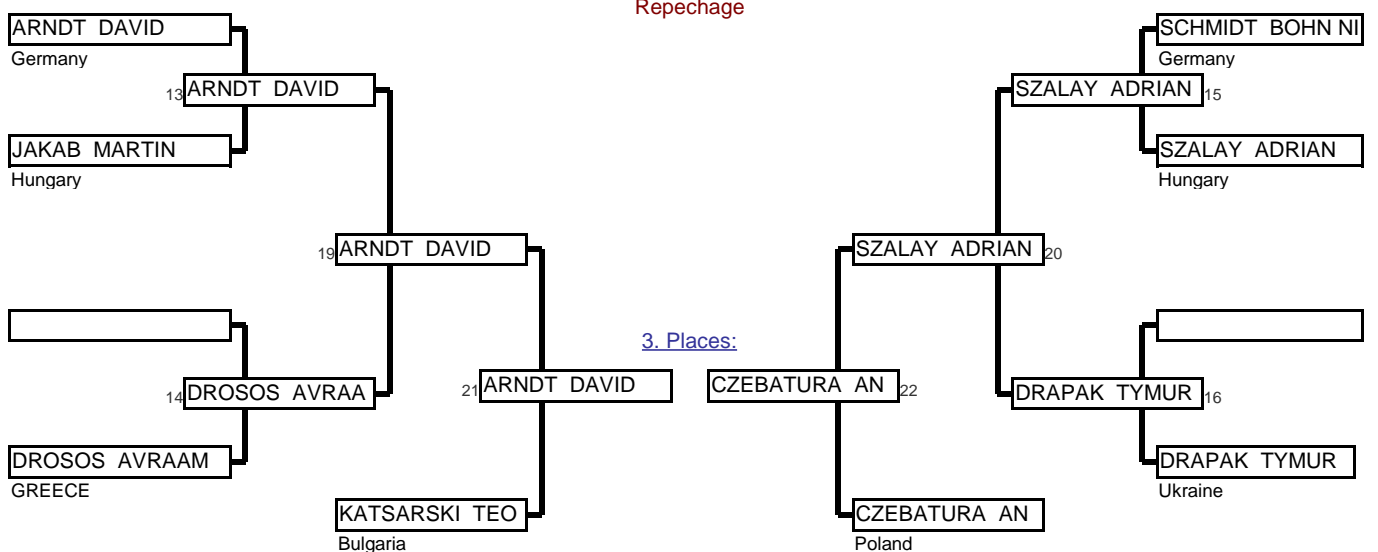 Repechage
ARNDT DAVID
Germany
SCHMIDT BOHN NI
Germany
13 ARNDT DAVID
SZALAY ADRIAN 15
JAKAB MARTIN
Hungary
SZALAY ADRIAN
Hungary
19 ARNDT DAVID
SZALAY ADRIAN 20
3. Places:
14 DROSOS AVRAA
21 ARNDT DAVID
CZEBATURA AN 22
DRAPAK TYMUR 16
DROSOS AVRAAM
GREECE
DRAPAK TYMUR
Ukraine
KATSARSKI TEO
Bulgaria
CZEBATURA AN
Poland